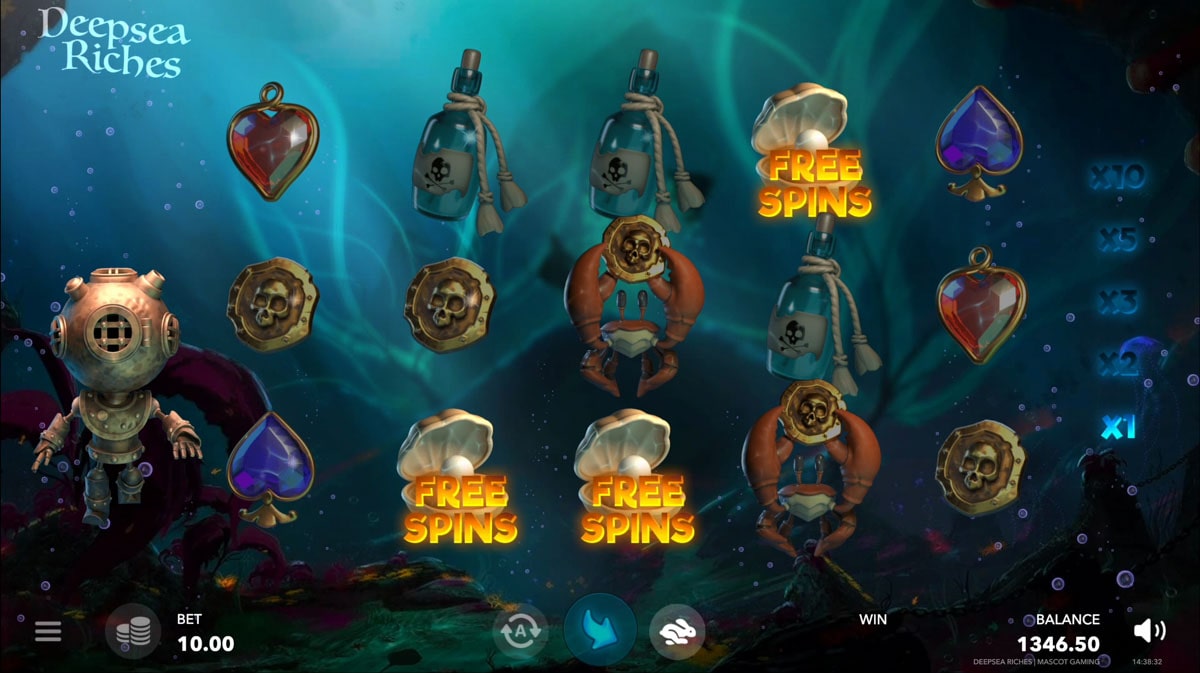 Deepsea
Riches
FREE
SPINS
X10
X5
X3
X2
X1
FREE
SPINS
FREE
SPINS
BET
10.00
A
WIN
BALANCE
1346.50
DEEPSEA RICHES | MASCOT GAMING
14:38:32